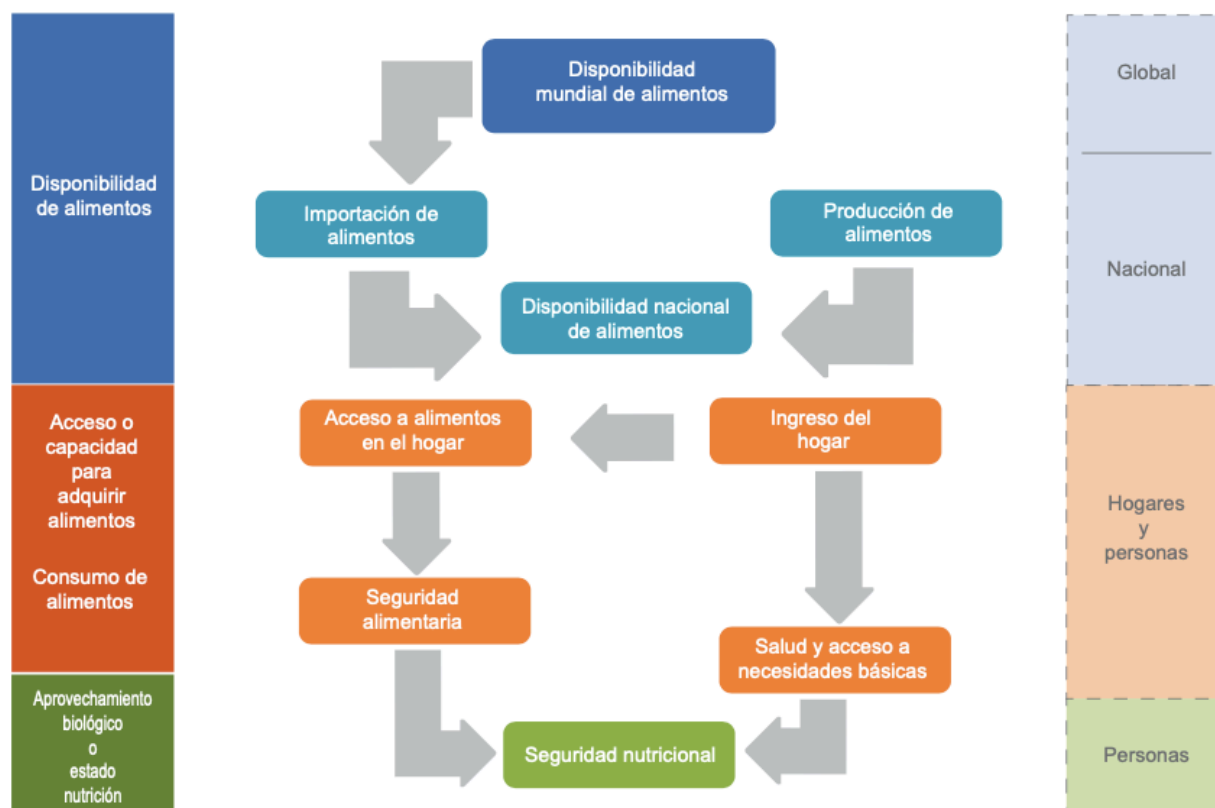 Disponibilidad
de alimentos
Acceso o
capacidad
para
adquirir
alimentos
Consumo de
alimentos
Aprovechamiento
biológico
o
estado
nutrición
Disponibilidad
mundial de alimentos
Importación de
alimentos
Producción de
alimentos
Disponibilidad nacional
de alimentos
Acceso a alimentos
en el hogar
Ingreso del
hogar
Seguridad
alimentaria
Salud y acceso a
necesidades básicas
Seguridad nutricional
Global
Nacional
Hogares
y
personas
Personas